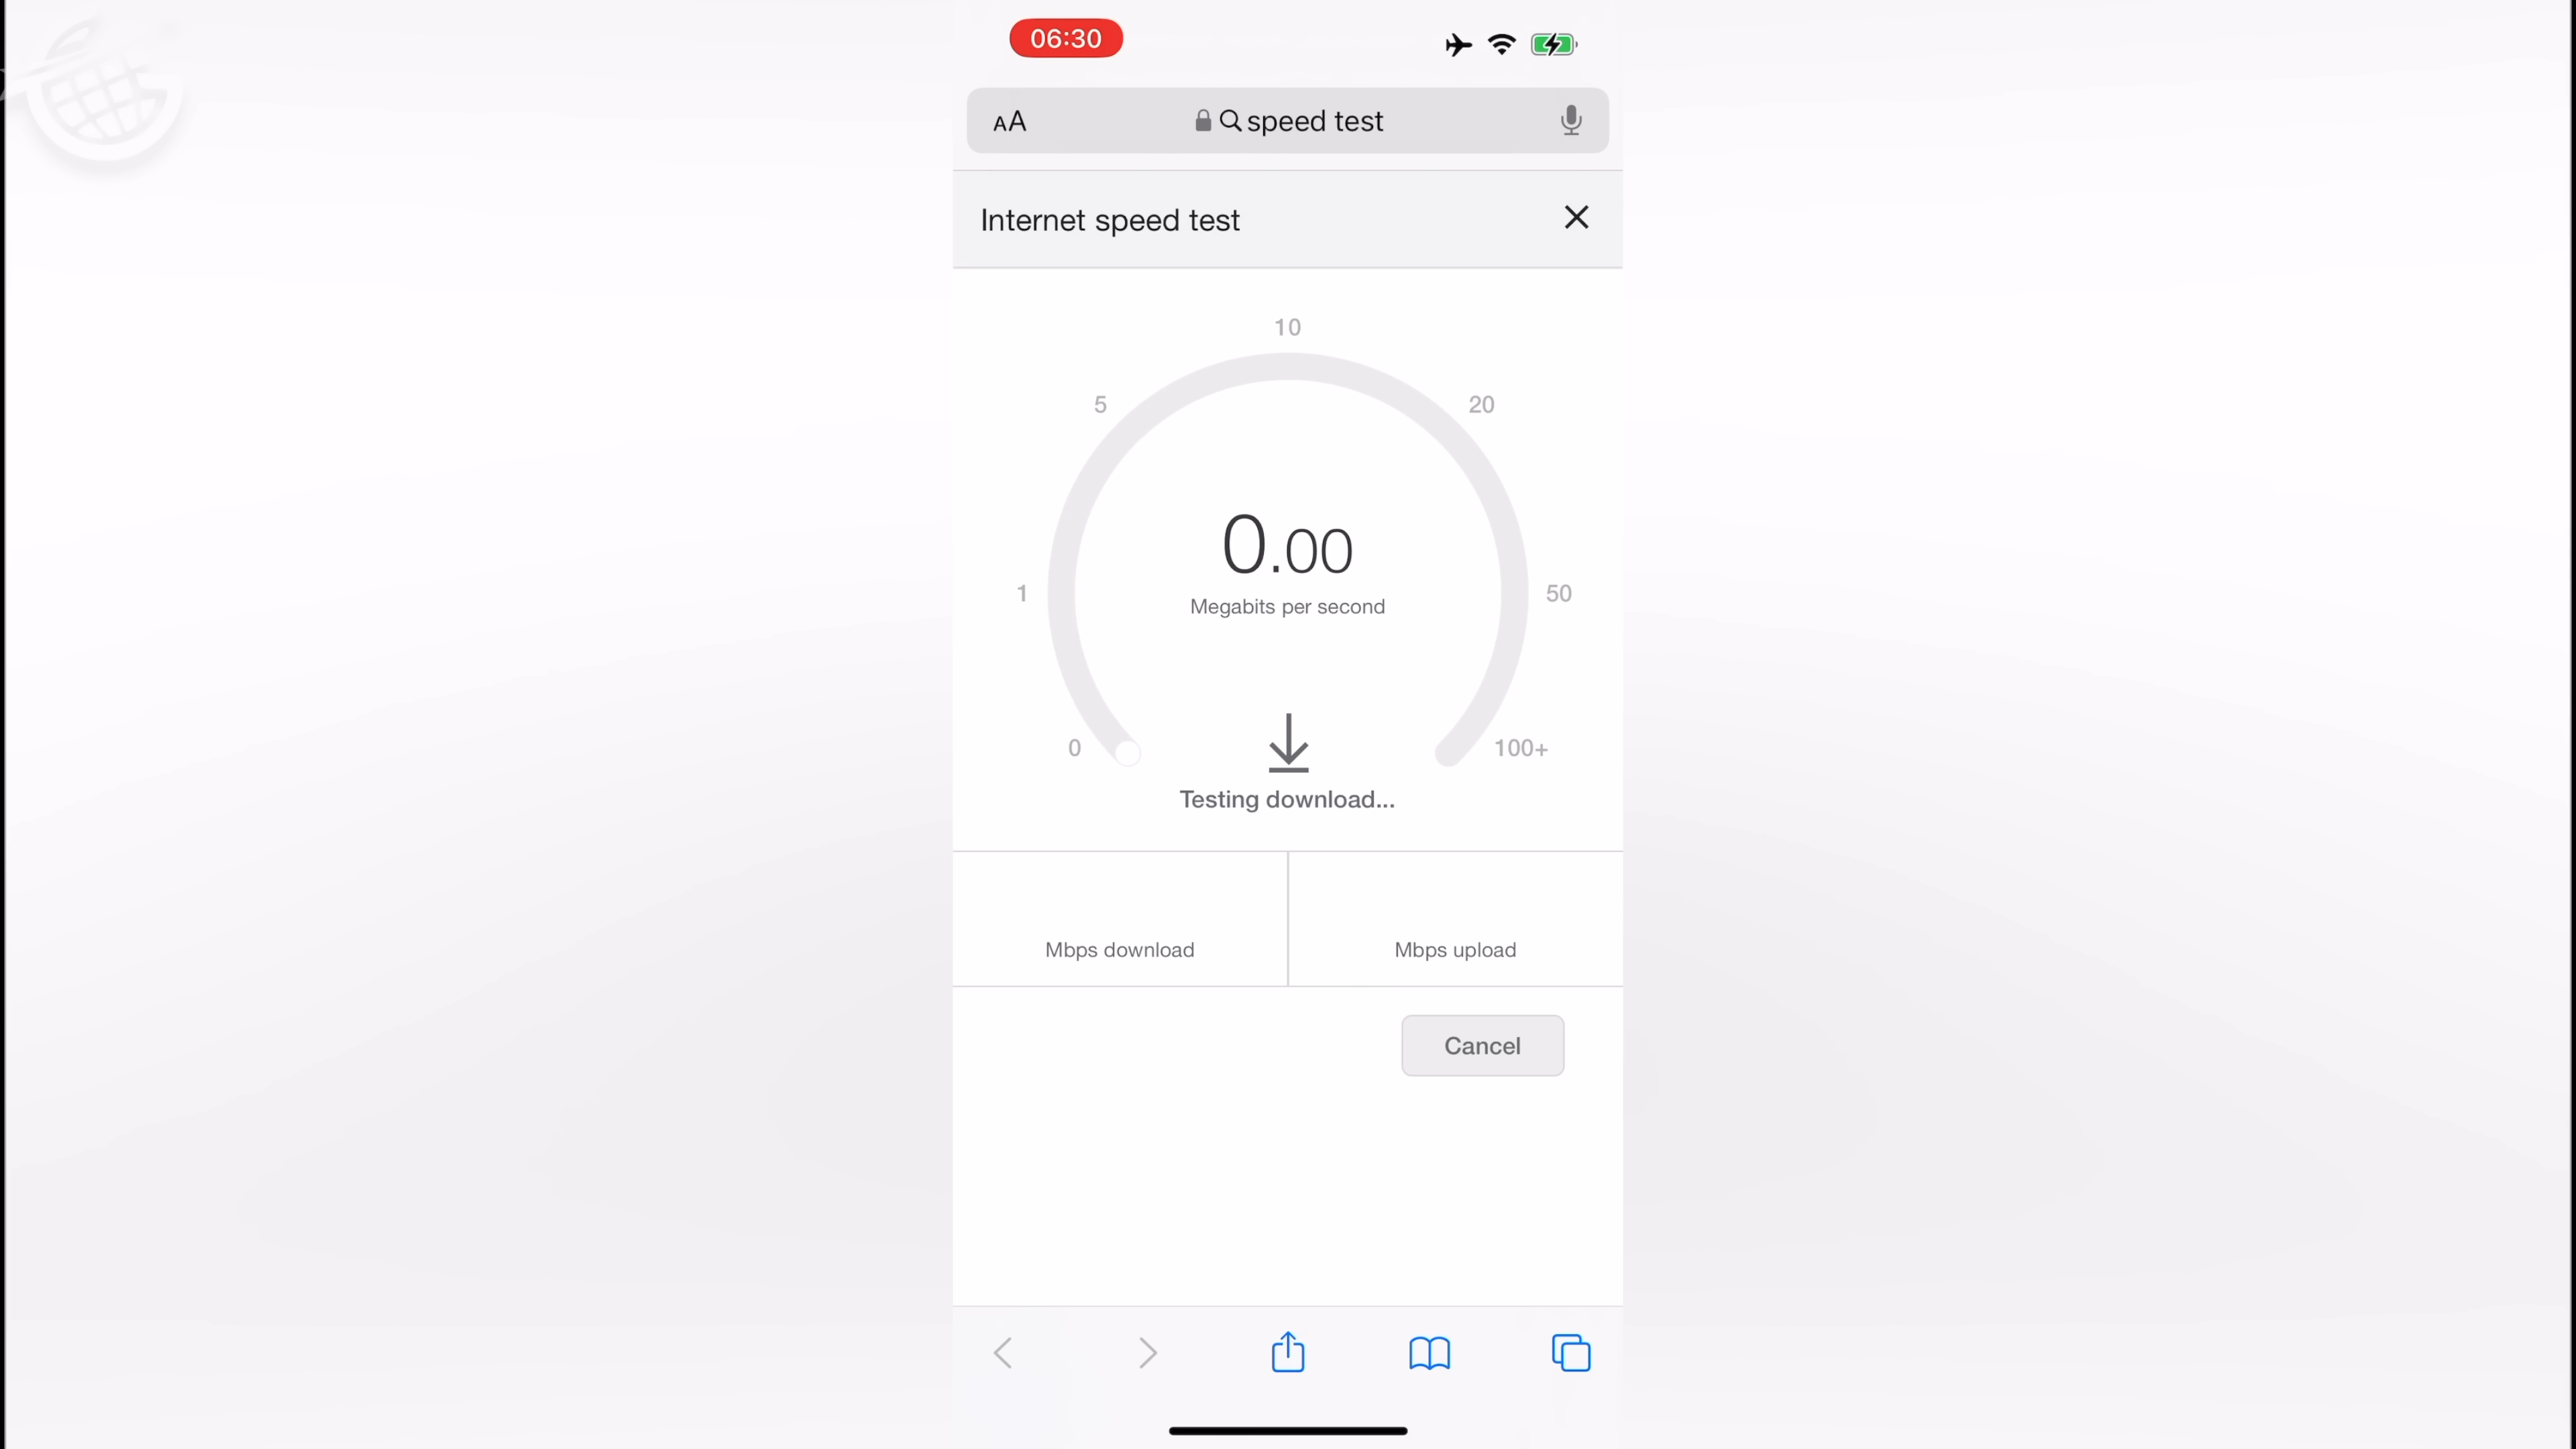 06:30
AA speed test
Internet speed test
10
5 20
0.00
1 50
Megabits per second
0 100+
Testing download...
Mbps download Mbps upload
Cancel